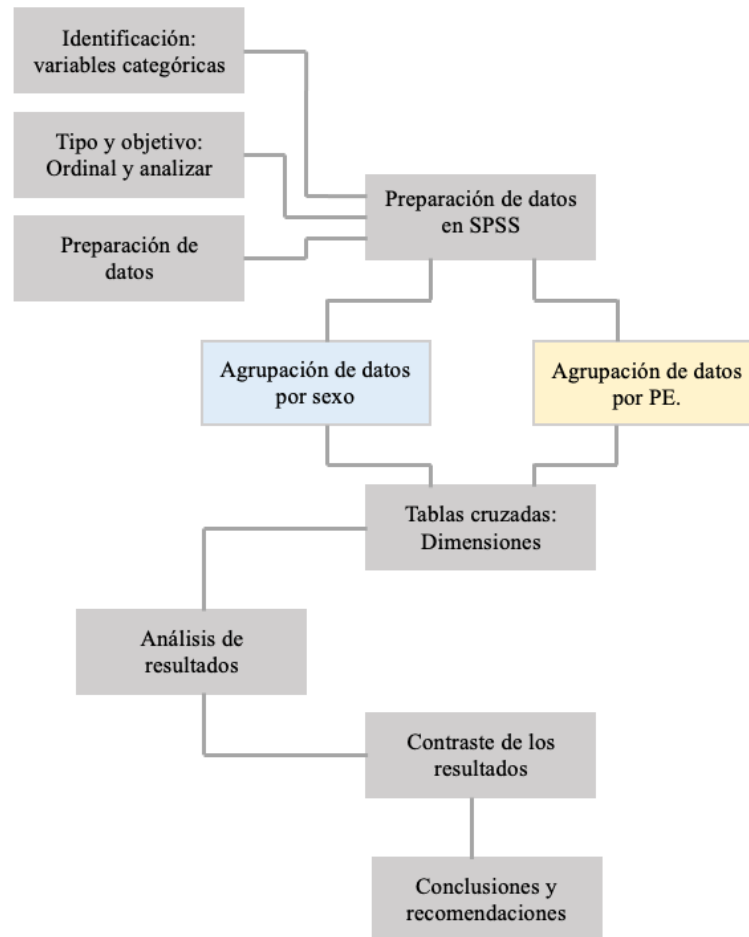 Identificación:
variables categóricas
Tipo y objetivo:
Ordinal y analizar
Preparación de
datos
Preparación de datos
en SPSS
Agrupación de datos
por sexo
Agrupación de datos
por PE.
Tablas cruzadas:
Dimensiones
Análisis de
resultados
Contraste de los
resultados
Conclusiones y
recomendaciones